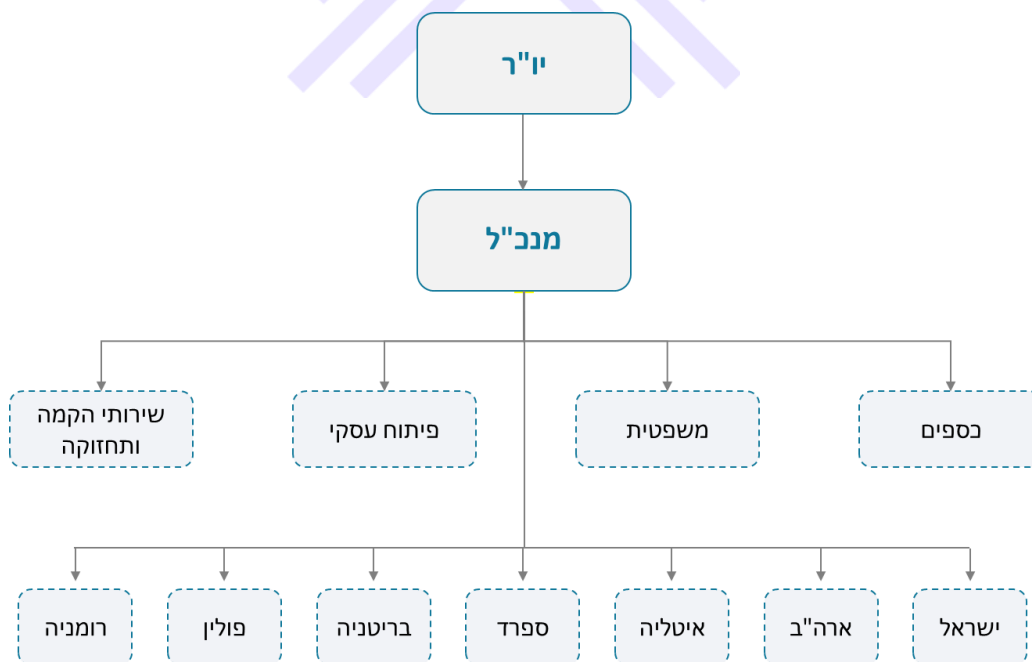 יו"ר
מנכ"ל
כספים
משפטית
פיתוח עסקי
שירותי הקמה
ותחזוקה
ישראל
ארה"ב
איטליה
ספרד
בריטניה
פולין
רומניה